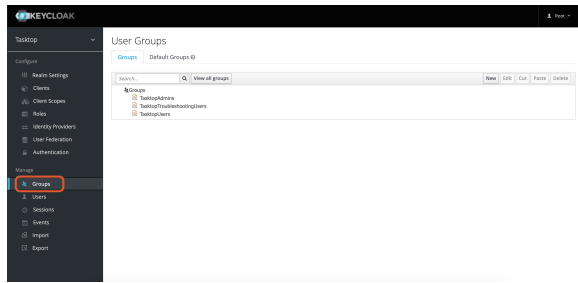 KEYCLOAK
Root
Tasktop
Configure
Realm Settings
Clients
Client Scopes
Roles
Identity Providers
User Federation
Authentication
Manage
Groups
Users
Sessions
Events
Import
Export
User Groups
Groups Default Groups
Search... View all groups New Edit Cut Paste Delete
Groups
TasktopAdmins
TasktopTroubleshootingUsers
TasktopUsers